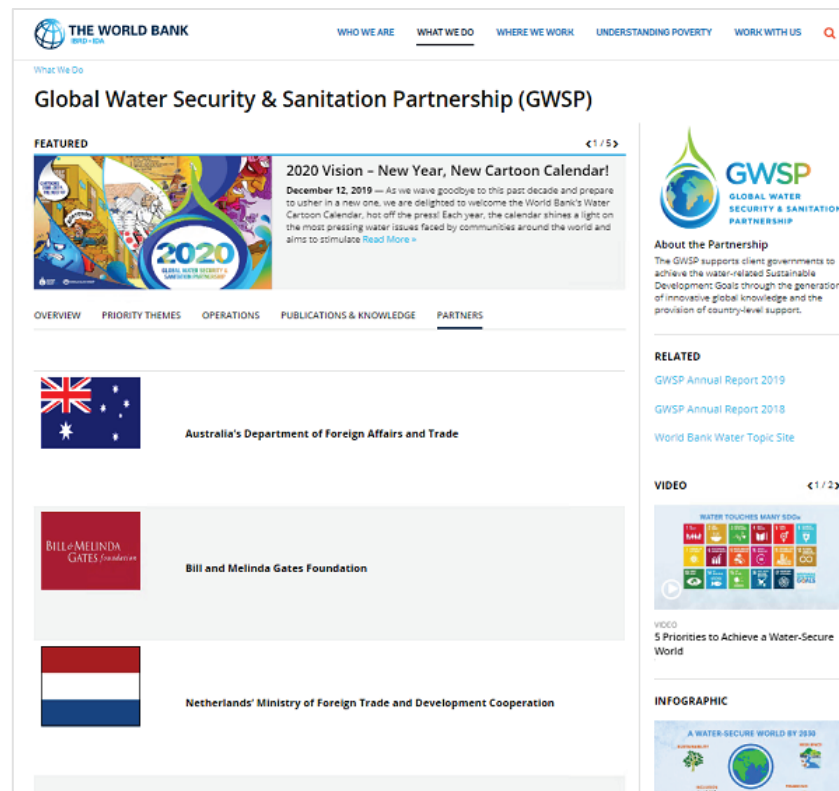 THE WORLD BANK
IBRD • IDA
WHO WE ARE
WHAT WE DO
WHERE WE WORK
UNDERSTANDING POVERTY
WORK WITH US
What We Do
Global Water Security & Sanitation Partnership (GWSP)
FEATURED
1 / 5
2020
GLOBAL WATER SECURITY &
SANITATION PARTNERSHIP
2020 Vision – New Year, New Cartoon Calendar!
December 12, 2019 — As we wave goodbye to this past decade and prepare
to usher in a new one, we are delighted to welcome the World Bank's Water
Cartoon Calendar, hot off the press! Each year, the calendar shines a light on
the most pressing water issues faced by communities around the world and
aims to stimulate Read More »
OVERVIEW
PRIORITY THEMES
OPERATIONS
PUBLICATIONS & KNOWLEDGE
PARTNERS
Australia's Department of Foreign Affairs and Trade
BILL & MELINDA
GATES foundation
Bill and Melinda Gates Foundation
Netherlands' Ministry of Foreign Trade and Development Cooperation
GWSP
GLOBAL WATER
SECURITY & SANITATION
PARTNERSHIP
About the Partnership
The GWSP supports client governments to
achieve the water-related Sustainable
Development Goals through the generation
of innovative global knowledge and the
provision of country-level support.
RELATED
GWSP Annual Report 2019
GWSP Annual Report 2018
World Bank Water Topic Site
VIDEO
1 / 2
WATER TOUCHES MANY SDGs
VIDEO
5 Priorities to Achieve a Water-Secure
World
INFOGRAPHIC
A WATER-SECURE WORLD BY 2030
SUSTAINABILITY
INCLUSION